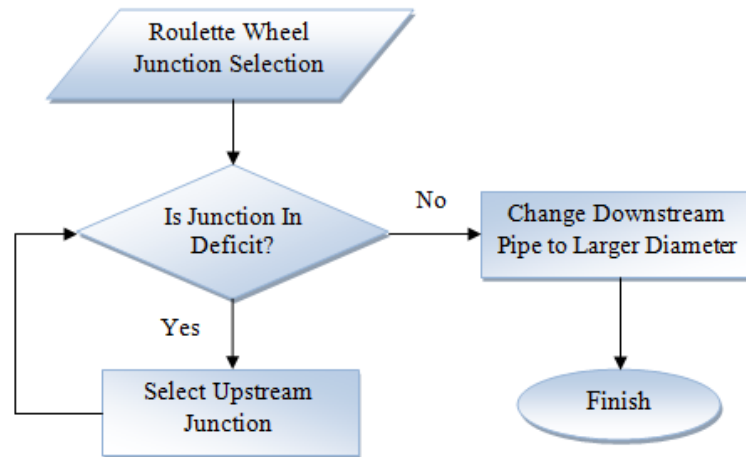 Roulette Wheel
Junction Selection
Is Junction In
Deficit?
No
Change Downstream
Pipe to Larger Diameter
Yes
Select Upstream
Junction
Finish